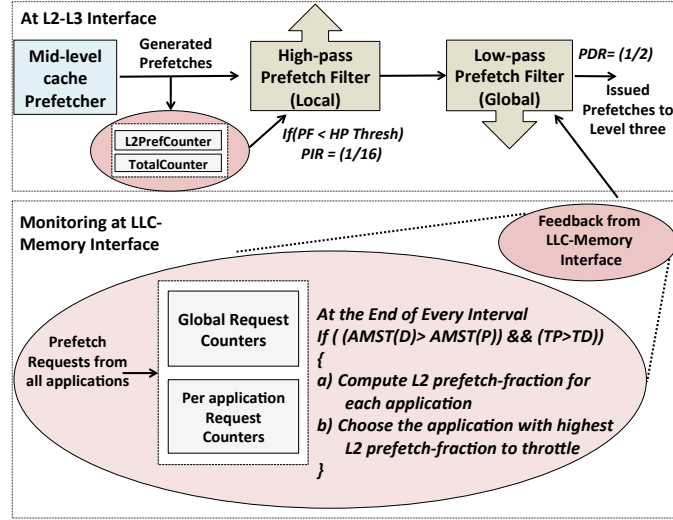 At L2-L3 Interface
Mid-level
cache
Prefetcher
Generated
Prefetches
L2PrefCounter
TotalCounter
High-pass
Prefetch Filter
(Local)
If(PF < HP Thresh)
PIR = (1/16)
Low-pass
Prefetch Filter
(Global)
PDR= (1/2)
Issued
Prefetches to
Level three
Monitoring at LLC-
Memory Interface
Feedback from
LLC-Memory
Interface
Prefetch
Requests from
all applications
Global Request
Counters
Per application
Request
Counters
At the End of Every Interval
If ( (AMST(D)> AMST(P)) && (TP>TD))
{
a) Compute L2 prefetch-fraction for
each application
b) Choose the application with highest
L2 prefetch-fraction to throttle
}